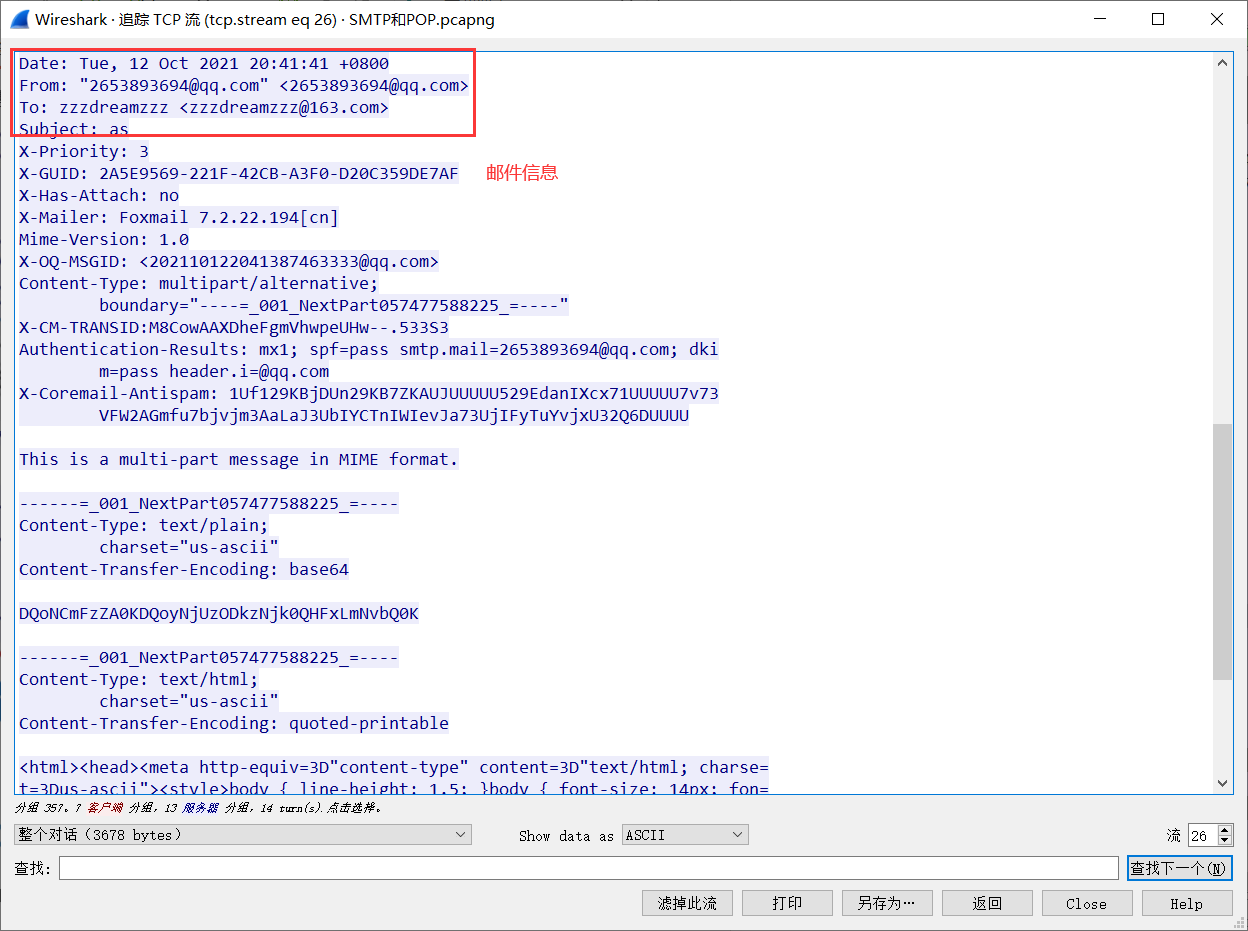 Wireshark · 追踪 TCP 流 (tcp.stream eq 26) · SMTP和POP.pcapng
Date: Tue, 12 Oct 2021 20:41:41 +0800
From: "2653893694@qq.com" <2653893694@qq.com>
To: zzzdreamzzz <zzzdreamzzz@163.com>
Subject: as
X-Priority: 3
X-GUID: 2A5E9569-221F-42CB-A3F0-D20C359DE7AF
邮件信息
X-Has-Attach: no
X-Mailer: Foxmail 7.2.22.194[cn]
Mime-Version: 1.0
X-OQ-MSGID: <202110122041387463333@qq.com>
Content-Type: multipart/alternative;
boundary="----=_001_NextPart057477588225_=----"
X-CM-TRANSID:M8CowAAXDheFgmVhwpeUHw--.533S3
Authentication-Results: mx1; spf=pass smtp.mail=2653893694@qq.com; dki
m=pass header.i=@qq.com
X-Coremail-Antispam: 1Uf129KBjDUn29KB7ZKAUJUUUUU529EdanIXcx71UUUUU7v73
VFW2AGmfu7bjvjm3AaLaJ3UbIYCTnIWIevJa73UjIFyTuYvjxU32Q6DUUUU
This is a multi-part message in MIME format.
------=_001_NextPart057477588225_=----
Content-Type: text/plain;
charset="us-ascii"
Content-Transfer-Encoding: base64
DQoNCmFzZA0KDQoyNjUzODkzNjk0QHFxLmNvbQ0K
------=_001_NextPart057477588225_=----
Content-Type: text/html;
charset="us-ascii"
Content-Transfer-Encoding: quoted-printable
<html><head><meta http-equiv=3D"content-type" content=3D"text/html; charse=
t=3Dus-ascii"><style>body { line-height: 1.5; }body { font-size: 14px; fon=
分组 357。7 客户端 分组，13 服务器 分组，14 turn(s).点击选择。
整个对话（3678 bytes）
Show data as
ASCII
流
26
查找:
查找下一个(N)
滤掉此流
打印
另存为…
返回
Close
Help